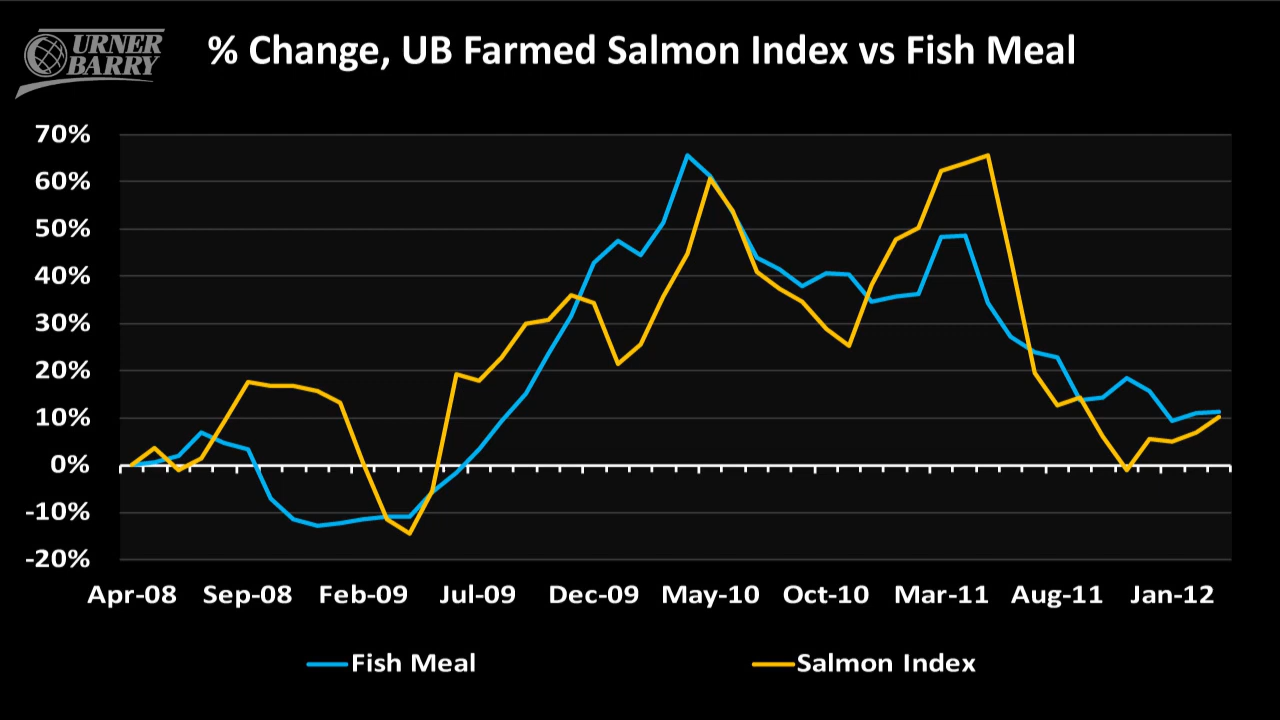 URNER
BARRY
% Change, UB Farmed Salmon Index vs Fish Meal
70%
60%
50%
40%
30%
20%
10%
0%
-10%
-20%
Apr-08 Sep-08 Feb-09 Jul-09 Dec-09 May-10 Oct-10 Mar-11 Aug-11 Jan-12
Fish Meal Salmon Index